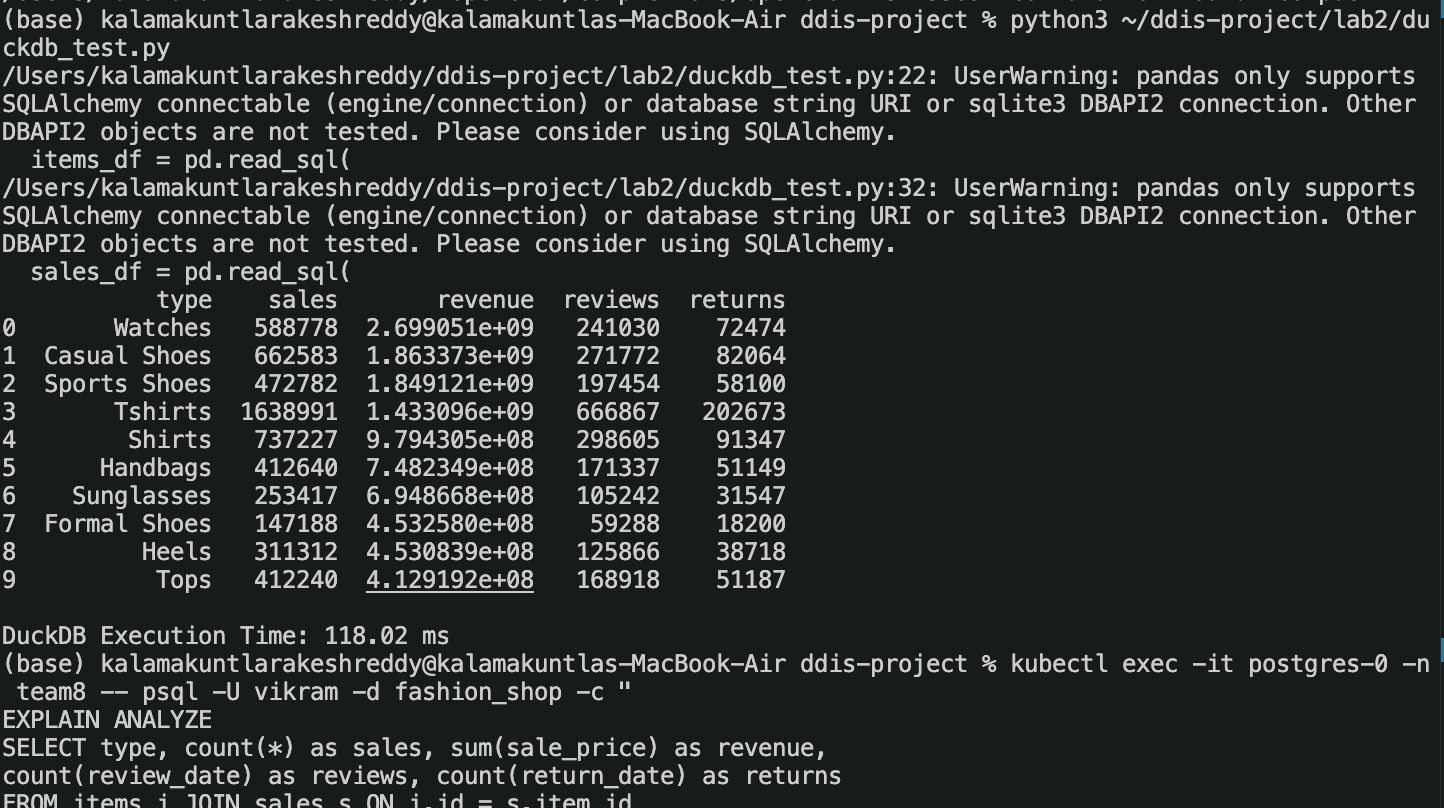 (base) kalamakuntlarakeshreddy@kalamakuntlas-MacBook-Air ddis-project % python3 ~/ddis-project/lab2/du
ckdb_test.py
/Users/kalamakuntlarakeshreddy/ddis-project/lab2/duckdb_test.py:22: UserWarning: pandas only supports
SQLAlchemy connectable (engine/connection) or database string URI or sqlite3 DBAPI2 connection. Other
DBAPI2 objects are not tested. Please consider using SQLAlchemy.
  items_df = pd.read_sql(
/Users/kalamakuntlarakeshreddy/ddis-project/lab2/duckdb_test.py:32: UserWarning: pandas only supports
SQLAlchemy connectable (engine/connection) or database string URI or sqlite3 DBAPI2 connection. Other
DBAPI2 objects are not tested. Please consider using SQLAlchemy.
  sales_df = pd.read_sql(
           type    sales       revenue  reviews  returns
0       Watches   588778  2.699051e+09   241030    72474
1  Casual Shoes   662583  1.863373e+09   271772    82064
2  Sports Shoes   472782  1.849121e+09   197454    58100
3       Tshirts  1638991  1.433096e+09   666867   202673
4        Shirts   737227  9.794305e+08   298605    91347
5      Handbags   412640  7.482349e+08   171337    51149
6    Sunglasses   253417  6.948668e+08   105242    31547
7  Formal Shoes   147188  4.532580e+08    59288    18200
8         Heels   311312  4.530839e+08   125866    38718
9          Tops   412240  4.129192e+08   168918    51187
DuckDB Execution Time: 118.02 ms
(base) kalamakuntlarakeshreddy@kalamakuntlas-MacBook-Air ddis-project % kubectl exec -it postgres-0 -n
 team8 -- psql -U vikram -d fashion_shop -c "
EXPLAIN ANALYZE
SELECT type, count(*) as sales, sum(sale_price) as revenue,
count(review_date) as reviews, count(return_date) as returns
FROM items i JOIN sales s ON i.id = s.item_id